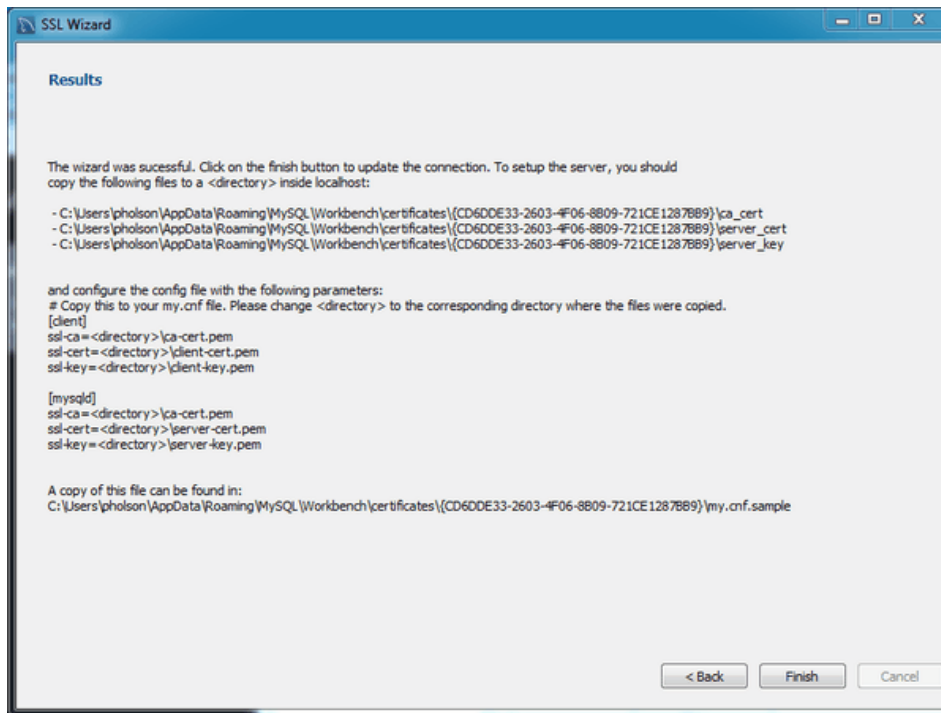 SSL Wizard
Results
The wizard was sucessful. Click on the finish button to update the connection. To setup the server, you should
copy the following files to a <directory> inside localhost:
- C:\Users\pholson\AppData\Roaming\MySQL\Workbench\certificates\{CD6DDE33-2603-4F06-8B09-721CE1287BB9}\ca_cert
- C:\Users\pholson\AppData\Roaming\MySQL\Workbench\certificates\{CD6DDE33-2603-4F06-8B09-721CE1287BB9}\server_cert
- C:\Users\pholson\AppData\Roaming\MySQL\Workbench\certificates\{CD6DDE33-2603-4F06-8B09-721CE1287BB9}\server_key
and configure the config file with the following parameters:
# Copy this to your my.cnf file. Please change <directory> to the corresponding directory where the files were copied.
[client]
ssl-ca=<directory>\ca-cert.pem
ssl-cert=<directory>\client-cert.pem
ssl-key=<directory>\client-key.pem
[mysqld]
ssl-ca=<directory>\ca-cert.pem
ssl-cert=<directory>\server-cert.pem
ssl-key=<directory>\server-key.pem
A copy of this file can be found in:
C:\Users\pholson\AppData\Roaming\MySQL\Workbench\certificates\{CD6DDE33-2603-4F06-8B09-721CE1287BB9}\my.cnf.sample
< Back Finish Cancel